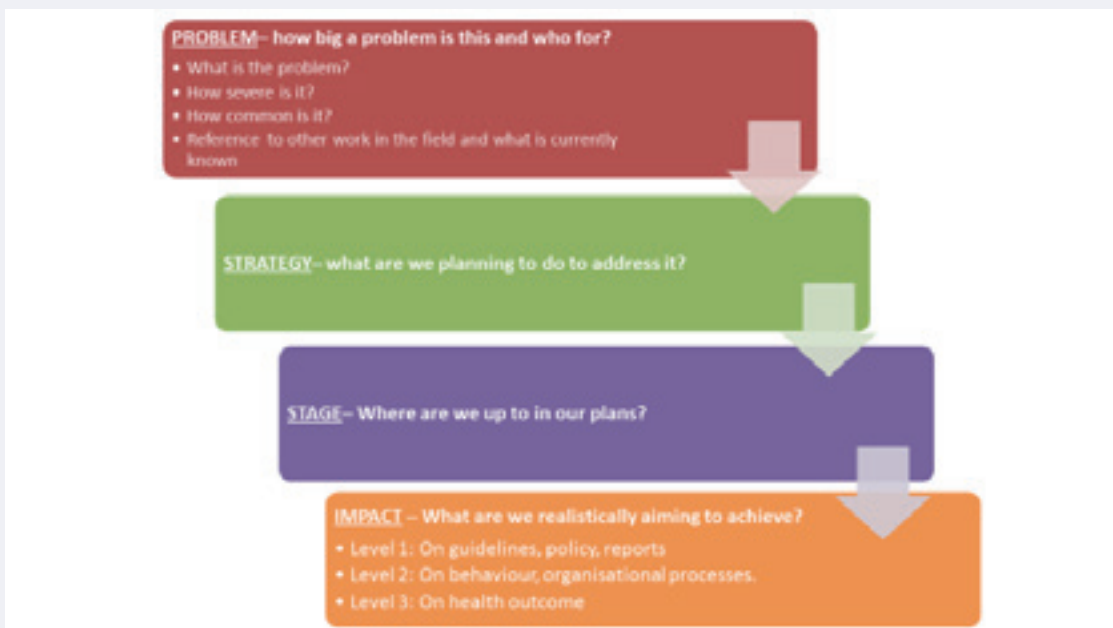 PROBLEM– how big a problem is this and who for?
• What is the problem?
• How severe is it?
• How common is it?
• Reference to other work in the field and what is currently
known
STRATEGY– what are we planning to do to address it?
STAGE– Where are we up to in our plans?
IMPACT – What are we realistically aiming to achieve?
• Level 1: On guidelines, policy, reports
• Level 2: On behaviour, organisational processes.
• Level 3: On health outcome